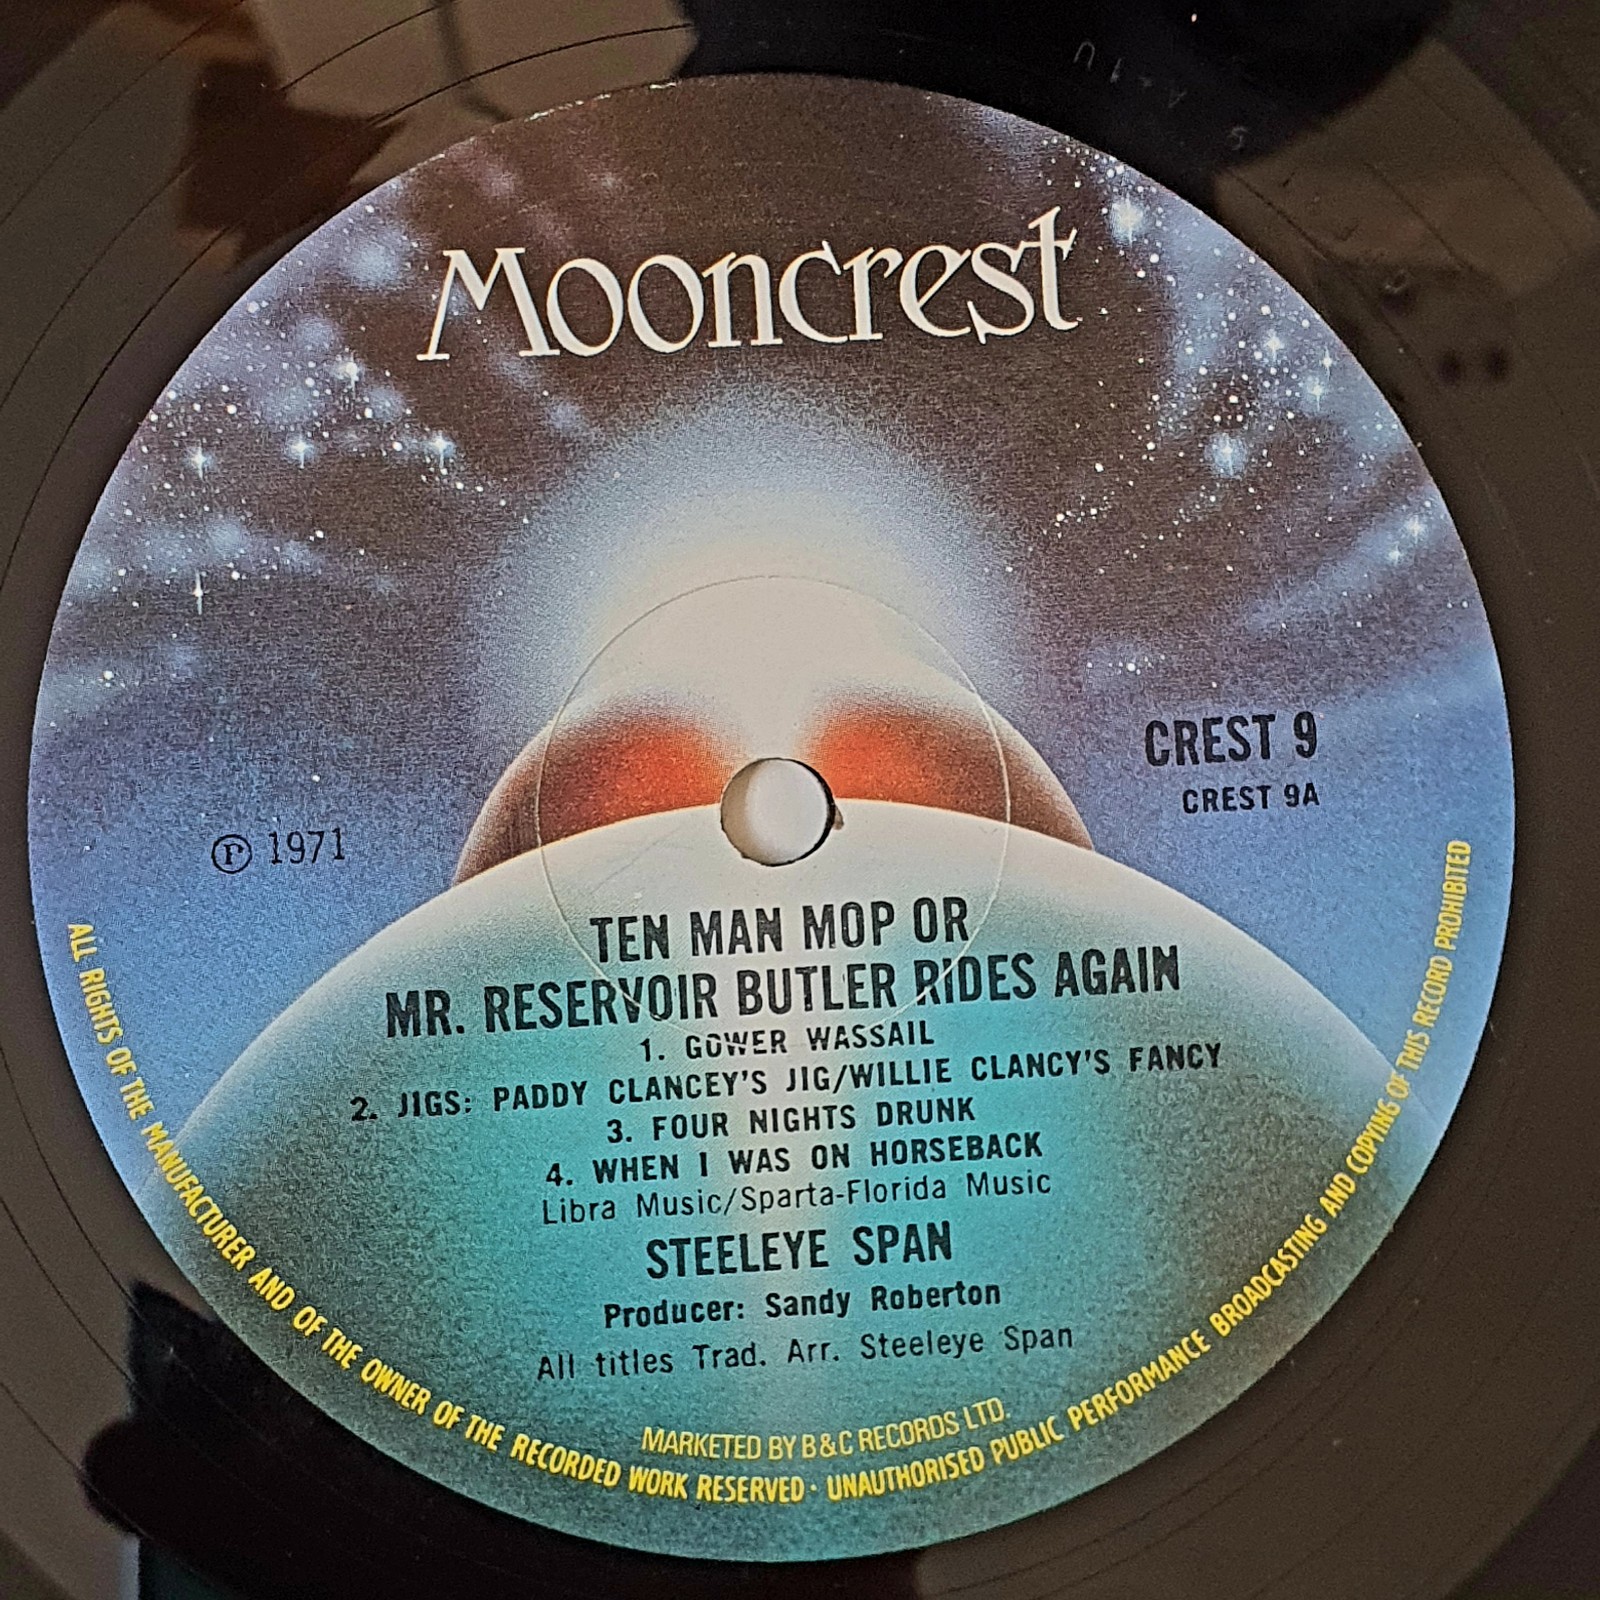 Mooncrest
CREST 9
CREST 9A
Ⓟ 1971
TEN MAN MOP OR
MR. RESERVOIR BUTLER RIDES AGAIN
1. GOWER WASSAIL
2. JIGS: PADDY CLANCEY'S JIG/WILLIE CLANCY'S FANCY
3. FOUR NIGHTS DRUNK
4. WHEN I WAS ON HORSEBACK
Libra Music/Sparta-Florida Music
STEELEYE SPAN
Producer: Sandy Roberton
All titles Trad. Arr. Steeleye Span
MARKETED BY B&C RECORDS LTD.
ALL RIGHTS OF THE MANUFACTURER AND OF THE OWNER OF THE RECORDED WORK RESERVED · UNAUTHORISED PUBLIC PERFORMANCE BROADCASTING AND COPYING OF THIS RECORD PROHIBITED